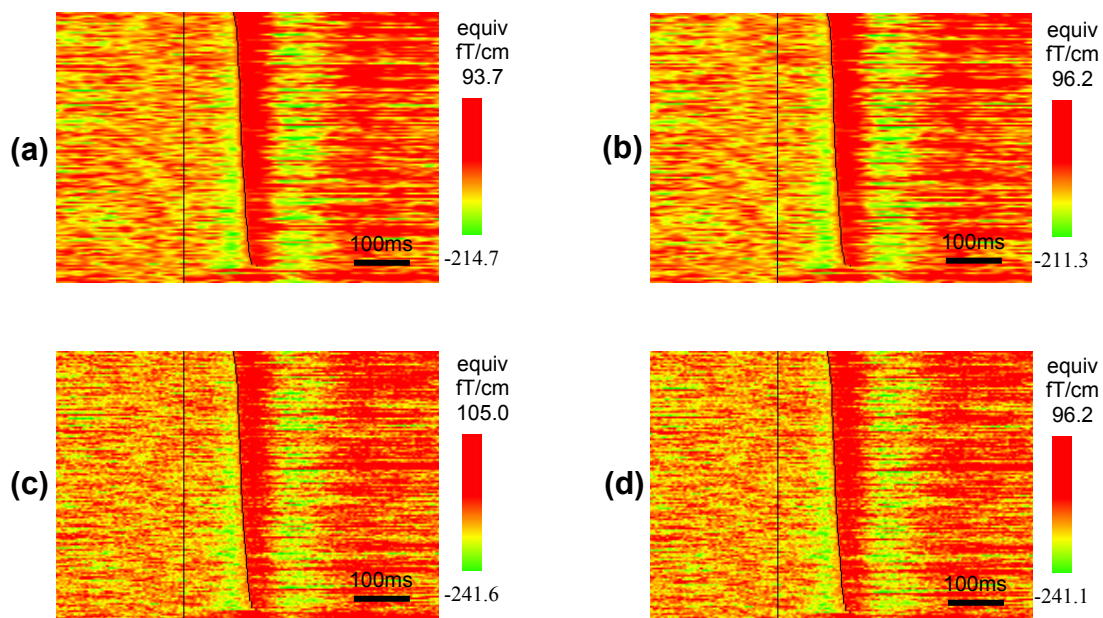 equiv
fT/cm
93.7
(a)
100ms
-214.7
equiv
fT/cm
96.2
(b)
100ms
-211.3
equiv
fT/cm
105.0
(c)
100ms
-241.6
equiv
fT/cm
96.2
(d)
100ms
-241.1